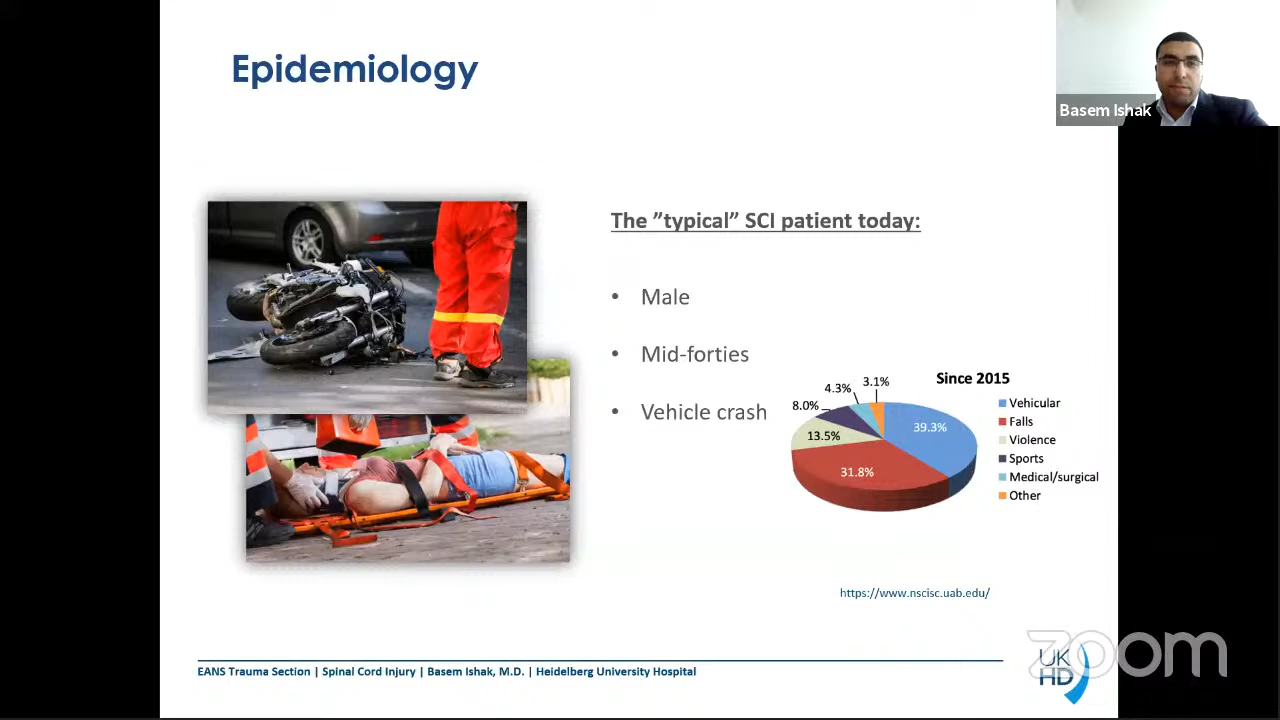 Epidemiology
Basem Ishak
The ”typical” SCI patient today:
• Male
• Mid-forties
• Vehicle crash
Since 2015
39.3%
31.8%
13.5%
8.0%
4.3%
3.1%
Vehicular
Falls
Violence
Sports
Medical/surgical
Other
https://www.nscisc.uab.edu/
EANS Trauma Section | Spinal Cord Injury | Basem Ishak, M.D. | Heidelberg University Hospital
UK
HD
zoom